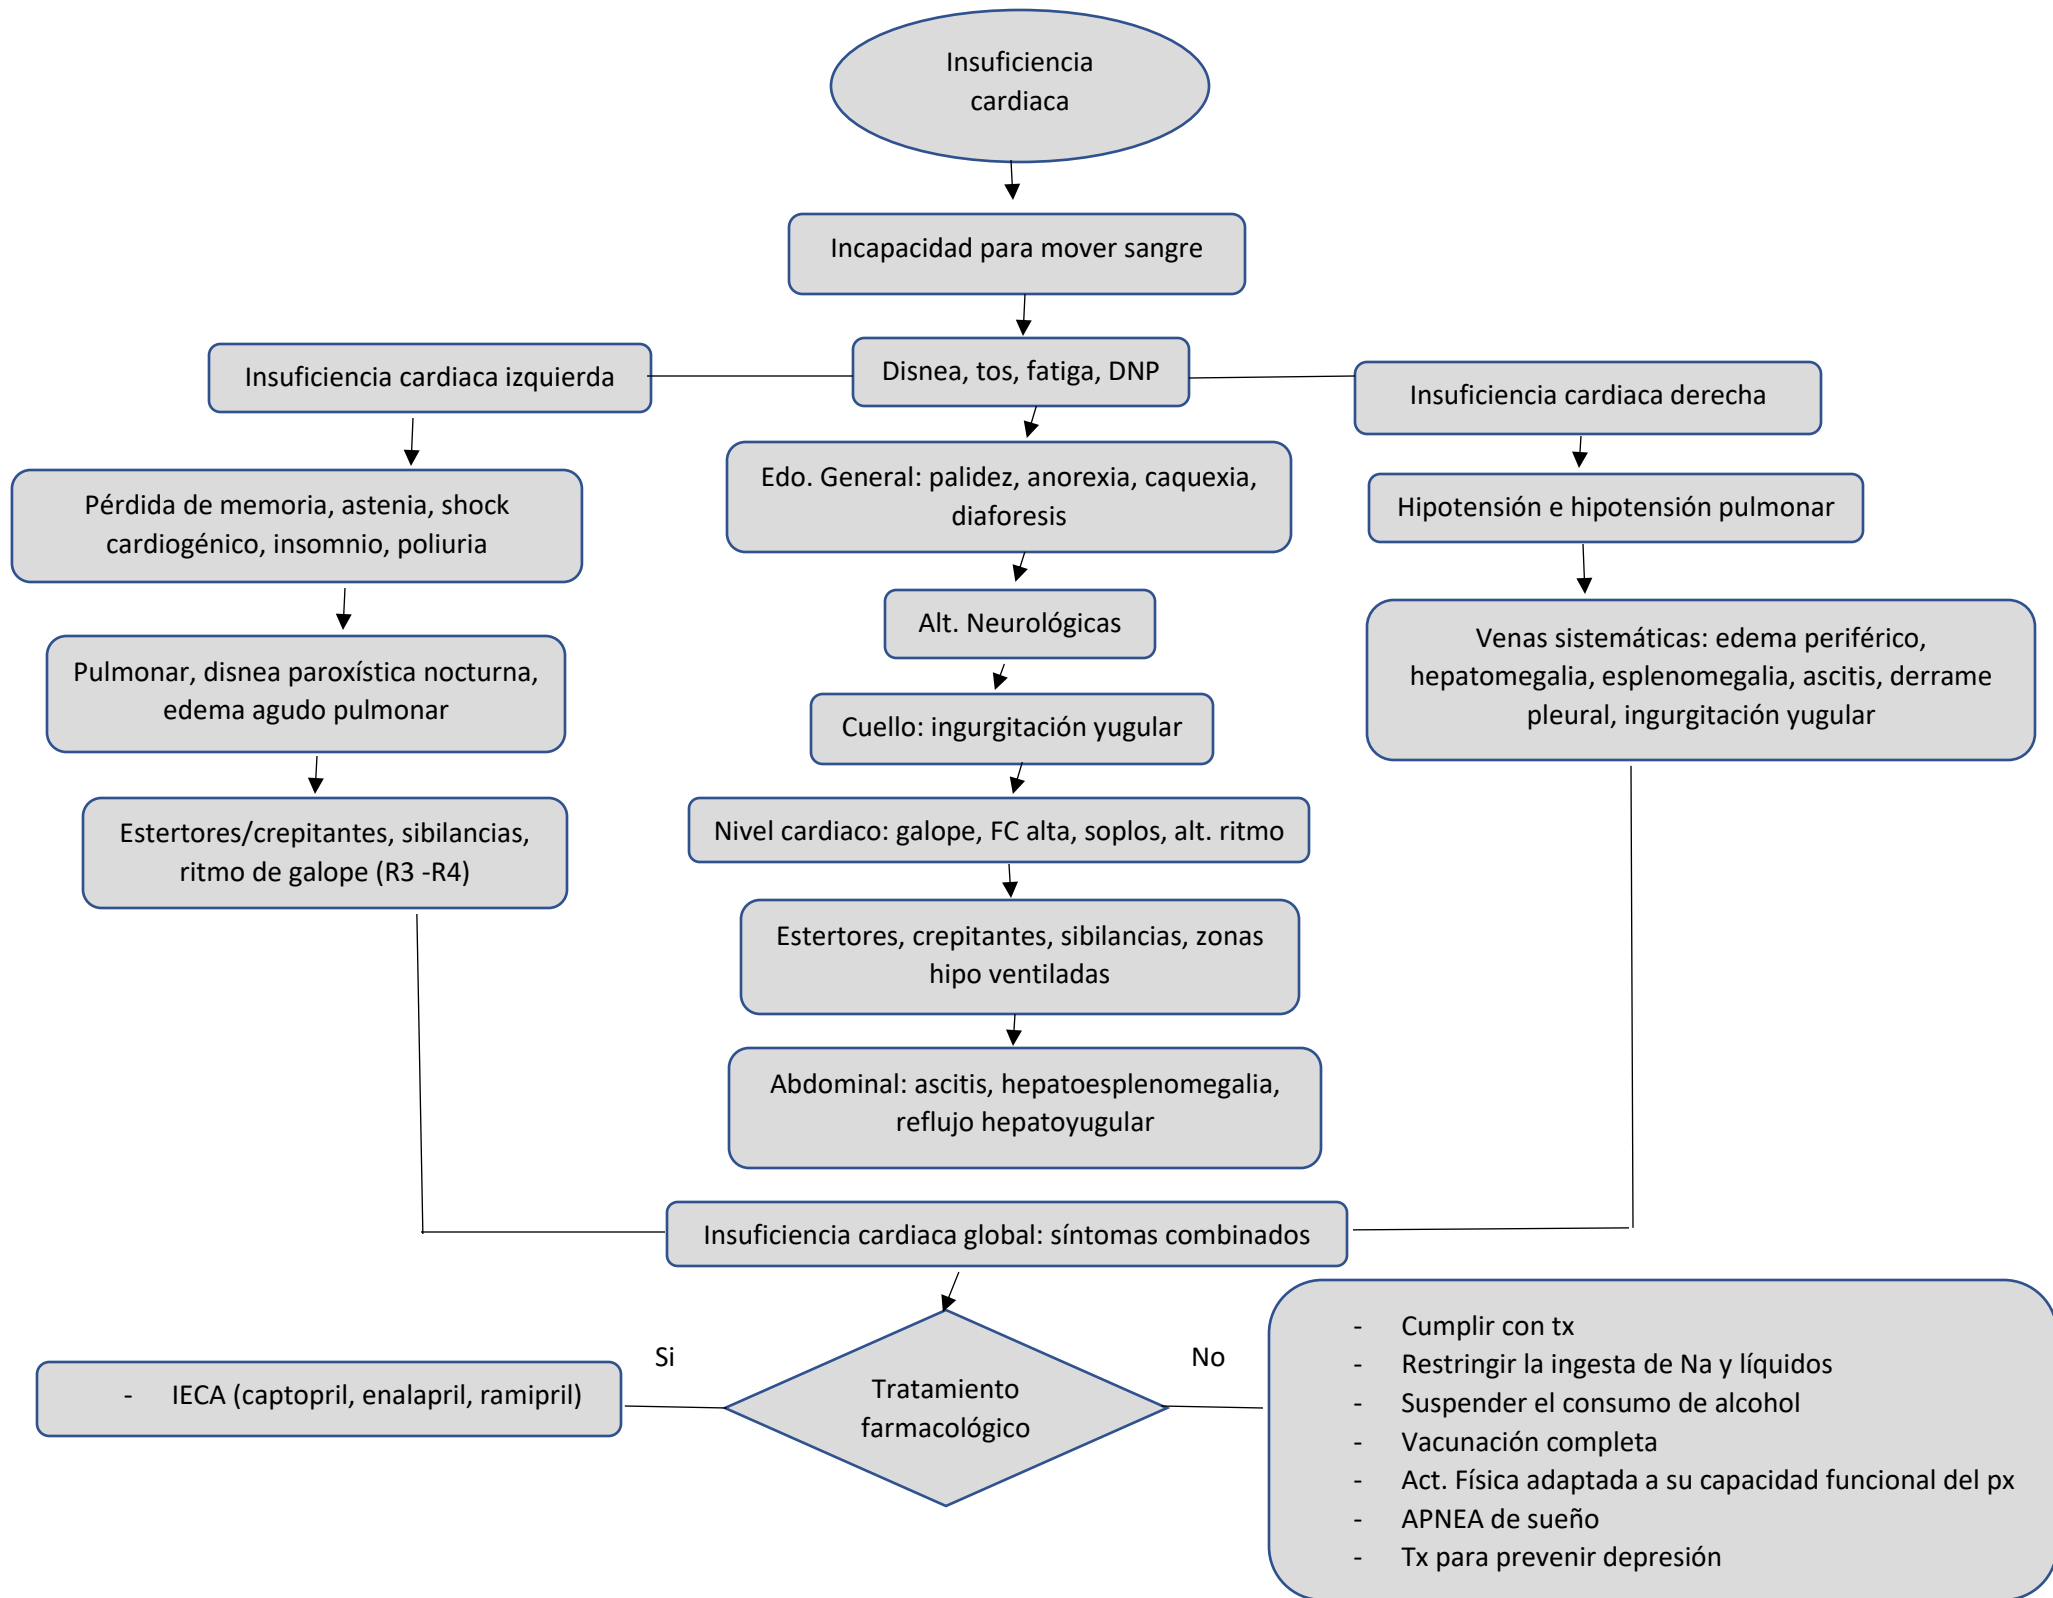 Insuficiencia
cardiaca
Incapacidad para mover sangre
Insuficiencia cardiaca izquierda
Disnea, tos, fatiga, DNP
Insuficiencia cardiaca derecha
Pérdida de memoria, astenia, shock
cardiogénico, insomnio, poliuria
Edo. General: palidez, anorexia, caquexia,
diaforesis
Hipotensión e hipotensión pulmonar
Alt. Neurológicas
Venas sistemáticas: edema periférico,
hepatomegalia, esplenomegalia, ascitis, derrame
pleural, ingurgitación yugular
Pulmonar, disnea paroxística nocturna,
edema agudo pulmonar
Cuello: ingurgitación yugular
Nivel cardiaco: galope, FC alta, soplos, alt. ritmo
Estertores/crepitantes, sibilancias,
ritmo de galope (R3 -R4)
Estertores, crepitantes, sibilancias, zonas
hipo ventiladas
Abdominal: ascitis, hepatoesplenomegalia,
reflujo hepatoyugular
Insuficiencia cardiaca global: síntomas combinados
Si
No
- IECA (captopril, enalapril, ramipril)
Tratamiento
farmacológico
- Cumplir con tx
- Restringir la ingesta de Na y líquidos
- Suspender el consumo de alcohol
- Vacunación completa
- Act. Física adaptada a su capacidad funcional del px
- APNEA de sueño
- Tx para prevenir depresión